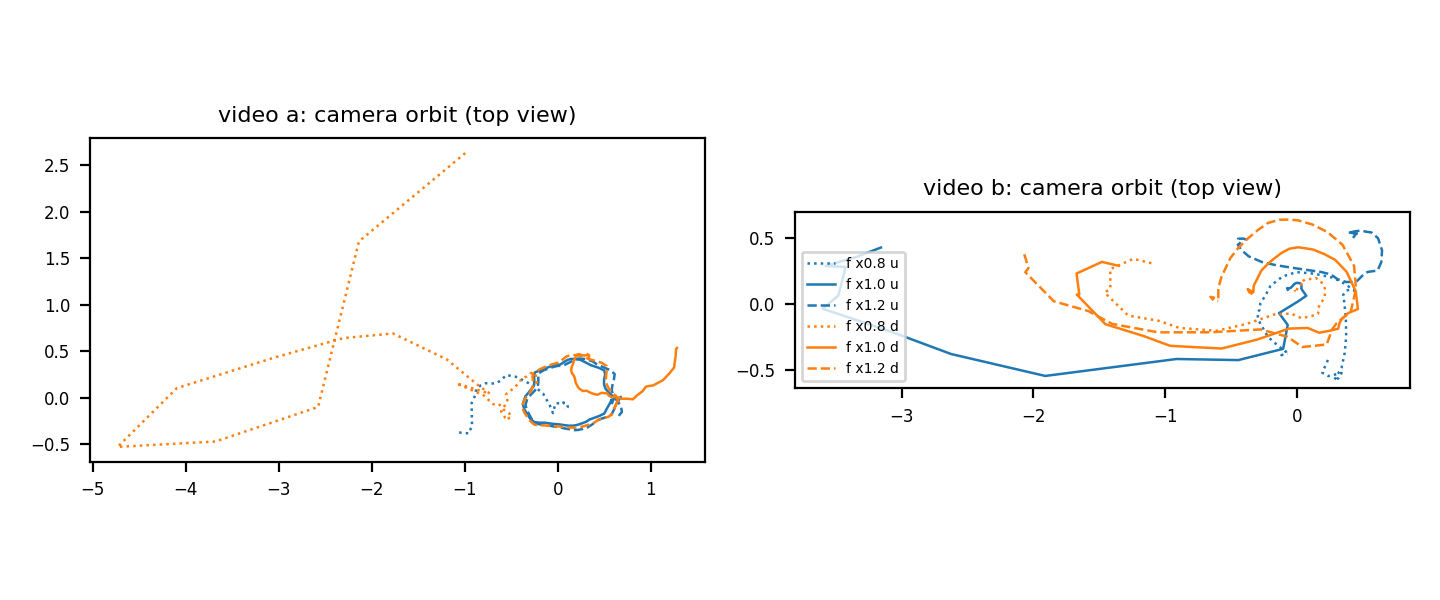 video a: camera orbit (top view)
2.5
2.0
1.5
1.0
0.5
0.0
−0.5
−5
−4
−3
−2
−1
0
1
video b: camera orbit (top view)
0.5
0.0
−0.5
f x0.8 u
f x1.0 u
f x1.2 u
f x0.8 d
f x1.0 d
f x1.2 d
−3
−2
−1
0